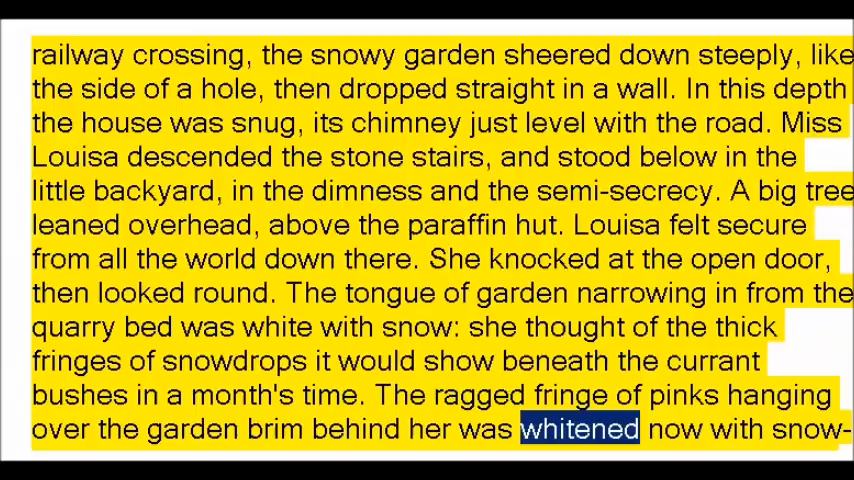 railway crossing, the snowy garden sheered down steeply, like
the side of a hole, then dropped straight in a wall. In this depth
the house was snug, its chimney just level with the road. Miss
Louisa descended the stone stairs, and stood below in the
little backyard, in the dimness and the semi-secrecy. A big tree
leaned overhead, above the paraffin hut. Louisa felt secure
from all the world down there. She knocked at the open door,
then looked round. The tongue of garden narrowing in from the
quarry bed was white with snow: she thought of the thick
fringes of snowdrops it would show beneath the currant
bushes in a month's time. The ragged fringe of pinks hanging
over the garden brim behind her was whitened now with snow-